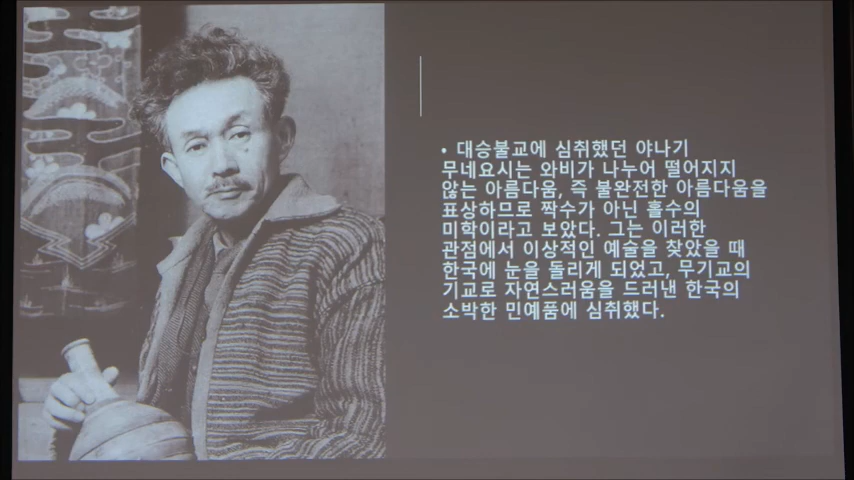 • 대승불교에 심취했던 야나기
무네요시는 와비가 나누어 떨어지지
않는 아름다움, 즉 불완전한 아름다움을
표상하므로 짝수가 아닌 홀수의
미학이라고 보았다. 그는 이러한
관점에서 이상적인 예술을 찾았을 때
한국에 눈을 돌리게 되었고, 무기교의
기교로 자연스러움을 드러낸 한국의
소박한 민예품에 심취했다.